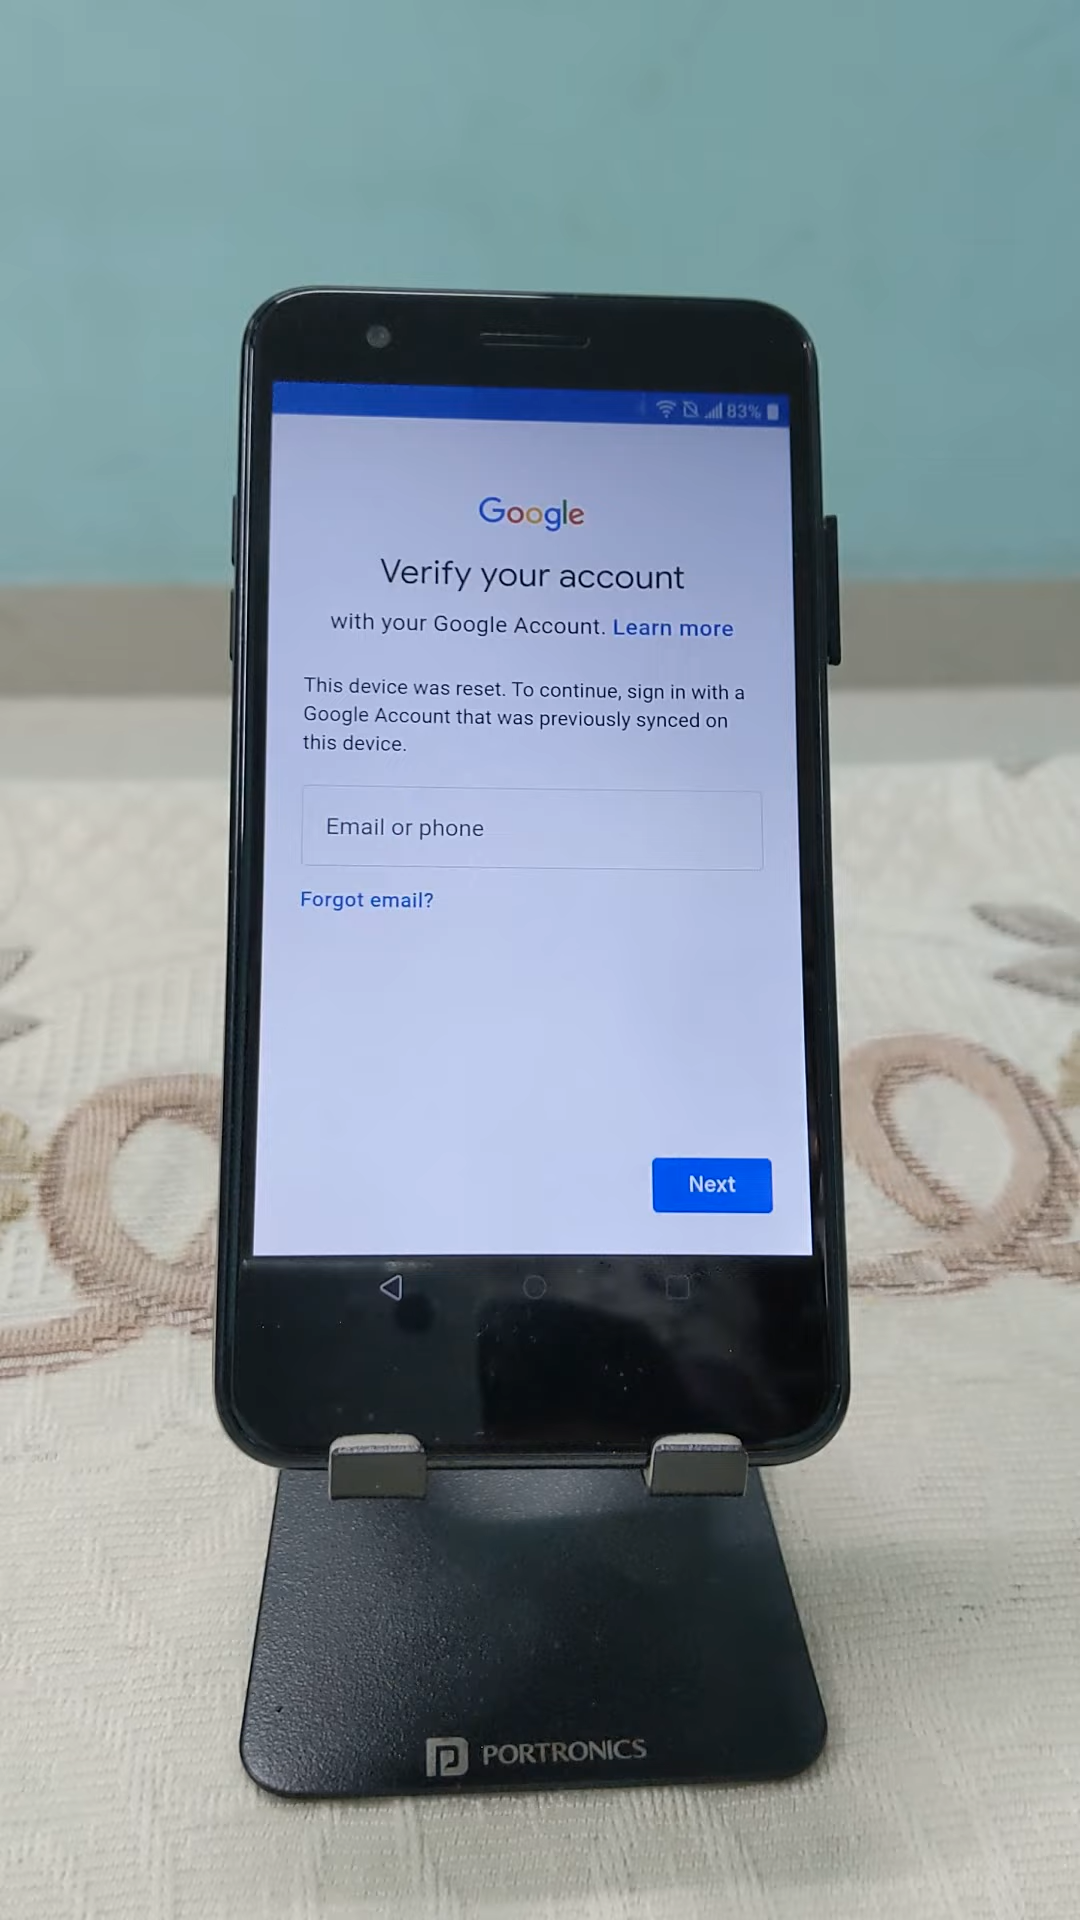 83%
Google
Verify your account
with your Google Account. Learn more
This device was reset. To continue, sign in with a
Google Account that was previously synced on
this device.
Email or phone
Forgot email?
Next
PORTRONICS